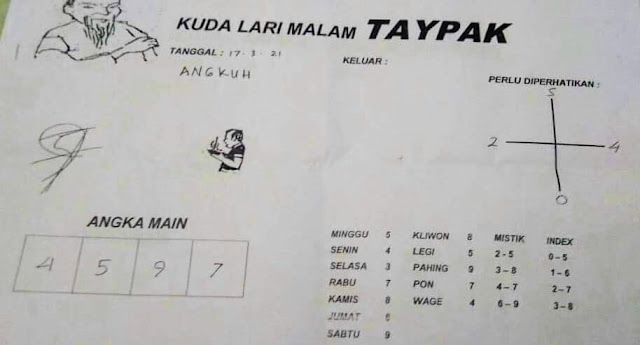 KUDA LARI MALAM TAYPAK
TANGGAL : 17-3-21
KELUAR :
ANGKUH
PERLU DIPERHATIKAN :
5
2 4
0
ANGKA MAIN
4 5 9 7
MINGGU 5 KLIWON 8 MISTIK INDEX
SENIN 4 LEGI 5 2-5 0-5
SELASA 3 PAHING 9 3-8 1-6
RABU 7 PON 7 4-7 2-7
KAMIS 8 WAGE 4 6-9 3-8
JUMAT 6
SABTU 9